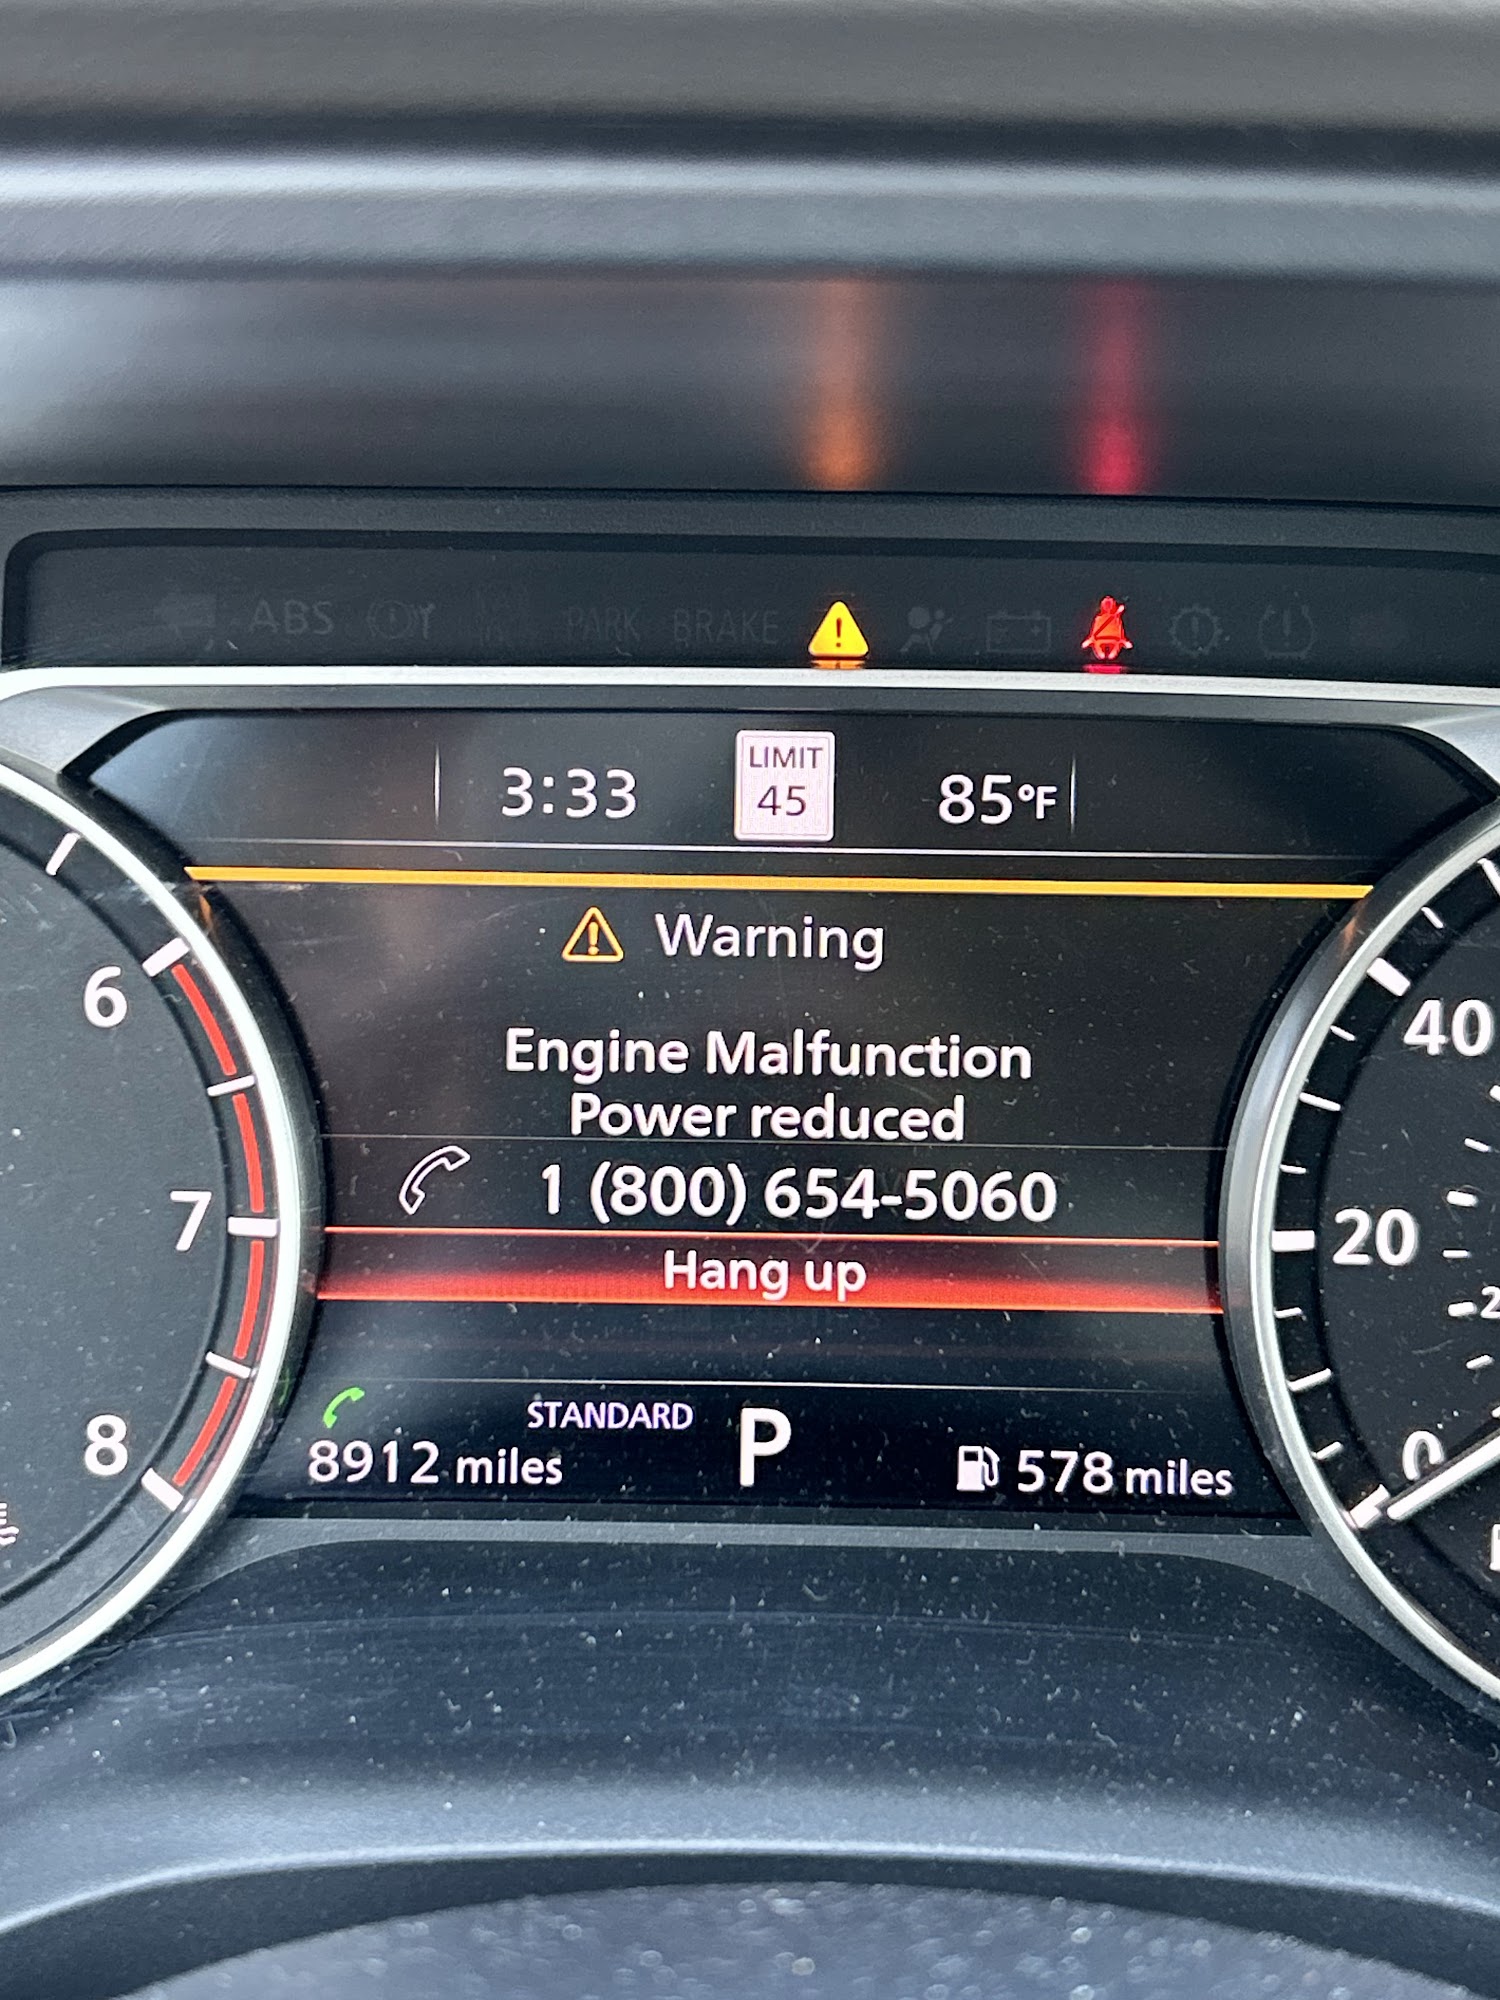 ABS
PARK BRAKE
3:33
LIMIT
45
85°F
Warning
Engine Malfunction
Power reduced
1 (800) 654-5060
Hang up
STANDARD
P
8912 miles
578 miles
6
7
8
40
20
0